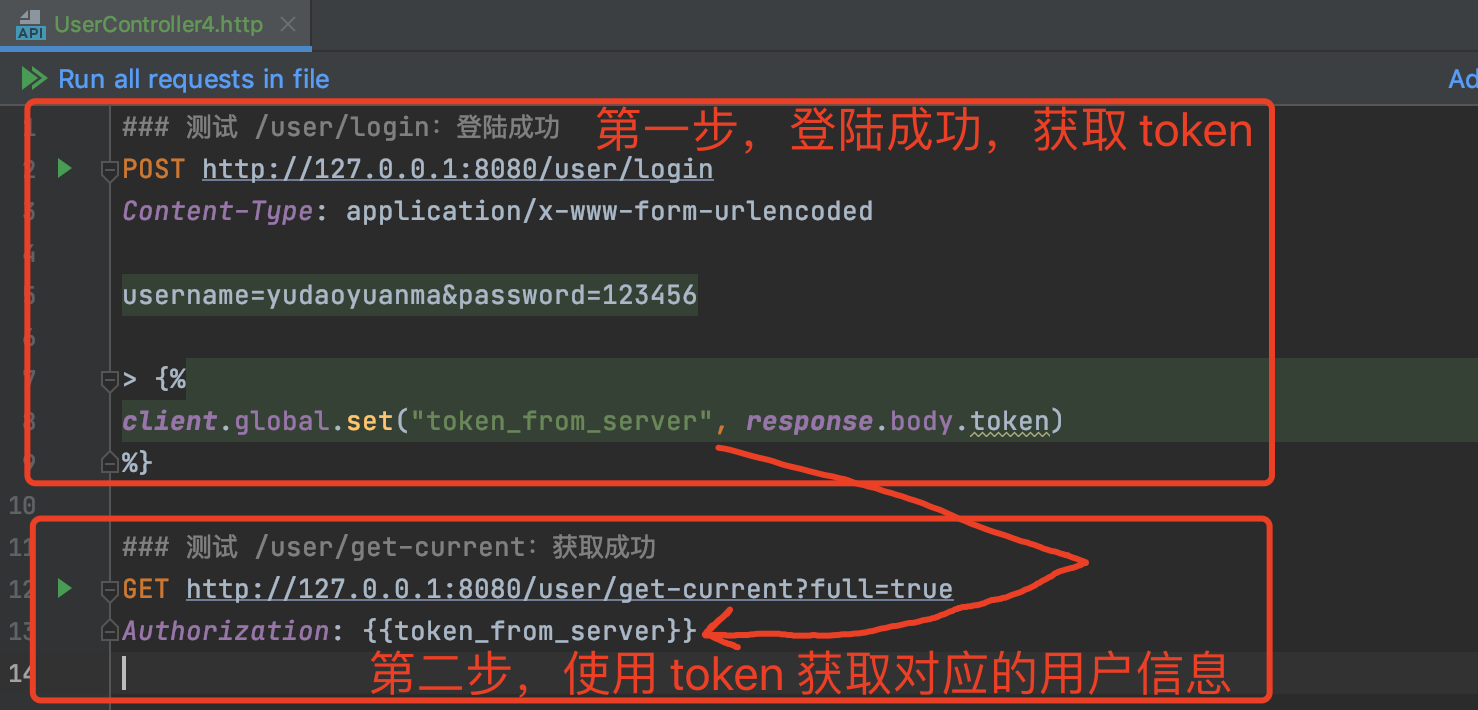 API UserController4.http
Run all requests in file
Ad
1 ### 测试 /user/login：登陆成功
第一步，登陆成功，获取 token
2 POST http://127.0.0.1:8080/user/login
3 Content-Type: application/x-www-form-urlencoded
4
5 username=yudaoyuanma&password=123456
6
7 > {%
8 client.global.set("token_from_server", response.body.token)
9 %}
10
11 ### 测试 /user/get-current：获取成功
12 GET http://127.0.0.1:8080/user/get-current?full=true
13 Authorization: {{token_from_server}}
14
第二步，使用 token 获取对应的用户信息